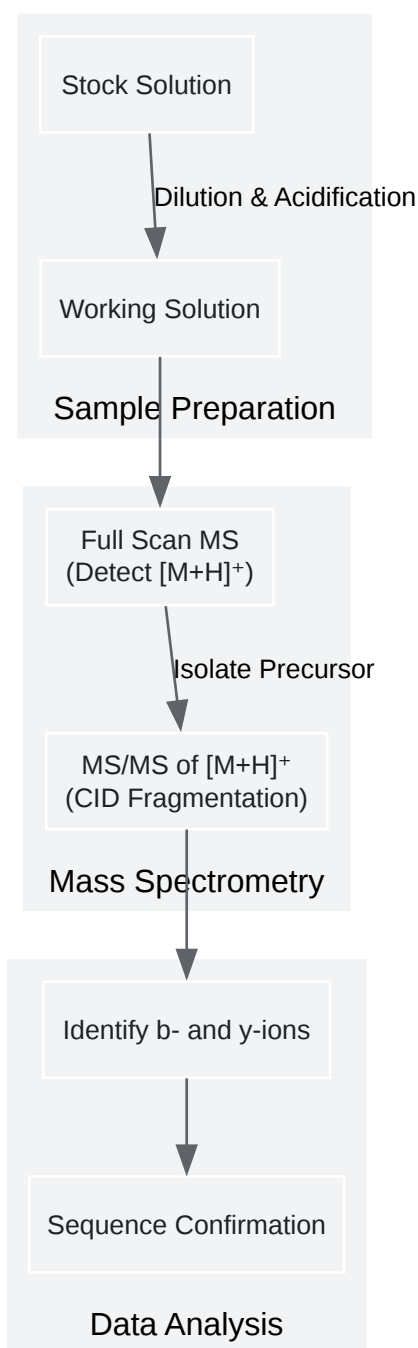 Stock Solution
Dilution & Acidification
Working Solution
Sample Preparation
Full Scan MS
(Detect [M+H]⁺)
Isolate Precursor
MS/MS of [M+H]⁺
(CID Fragmentation)
Mass Spectrometry
Identify b- and y-ions
Sequence Confirmation
Data Analysis